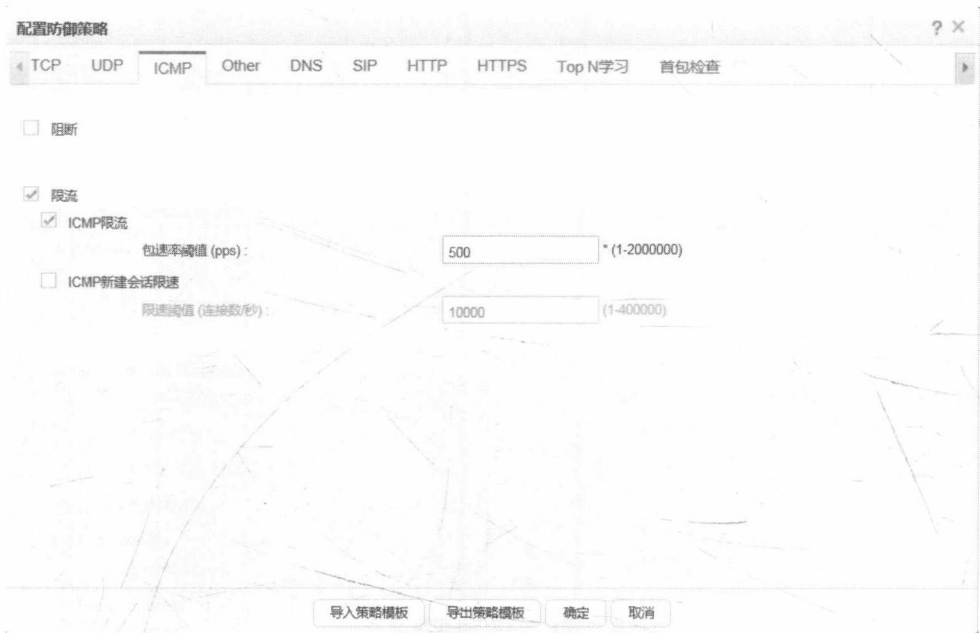 配置防御策略 ? ×
TCP UDP ICMP Other DNS SIP HTTP HTTPS Top N学习 首包检查
阻断
限流
ICMP限流
包速率阈值 (pps) : 500 * (1-2000000)
ICMP新建会话限速
限速阈值 (连接数/秒) : 10000 (1-400000)
导入策略模板 导出策略模板 确定 取消